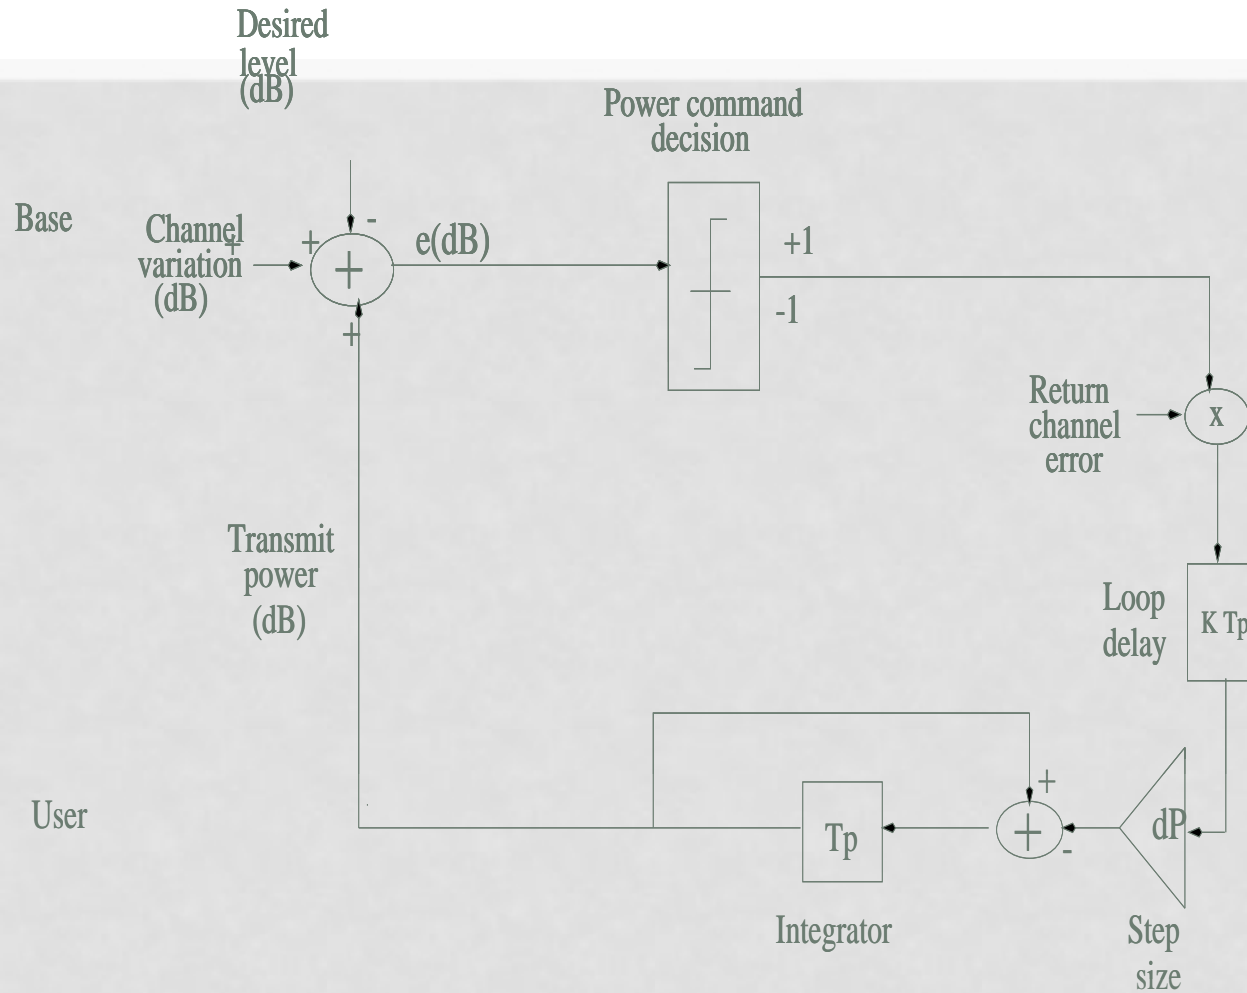 Desired
level
(dB)
Power command
decision
Base
Channel
variation
(dB)
+
+
-
+
+
e(dB)
+1
-1
Return
channel
error
x
Transmit
power
(dB)
Loop
delay
K Tp
User
Tp
+
+
-
dP
Integrator
Step
size